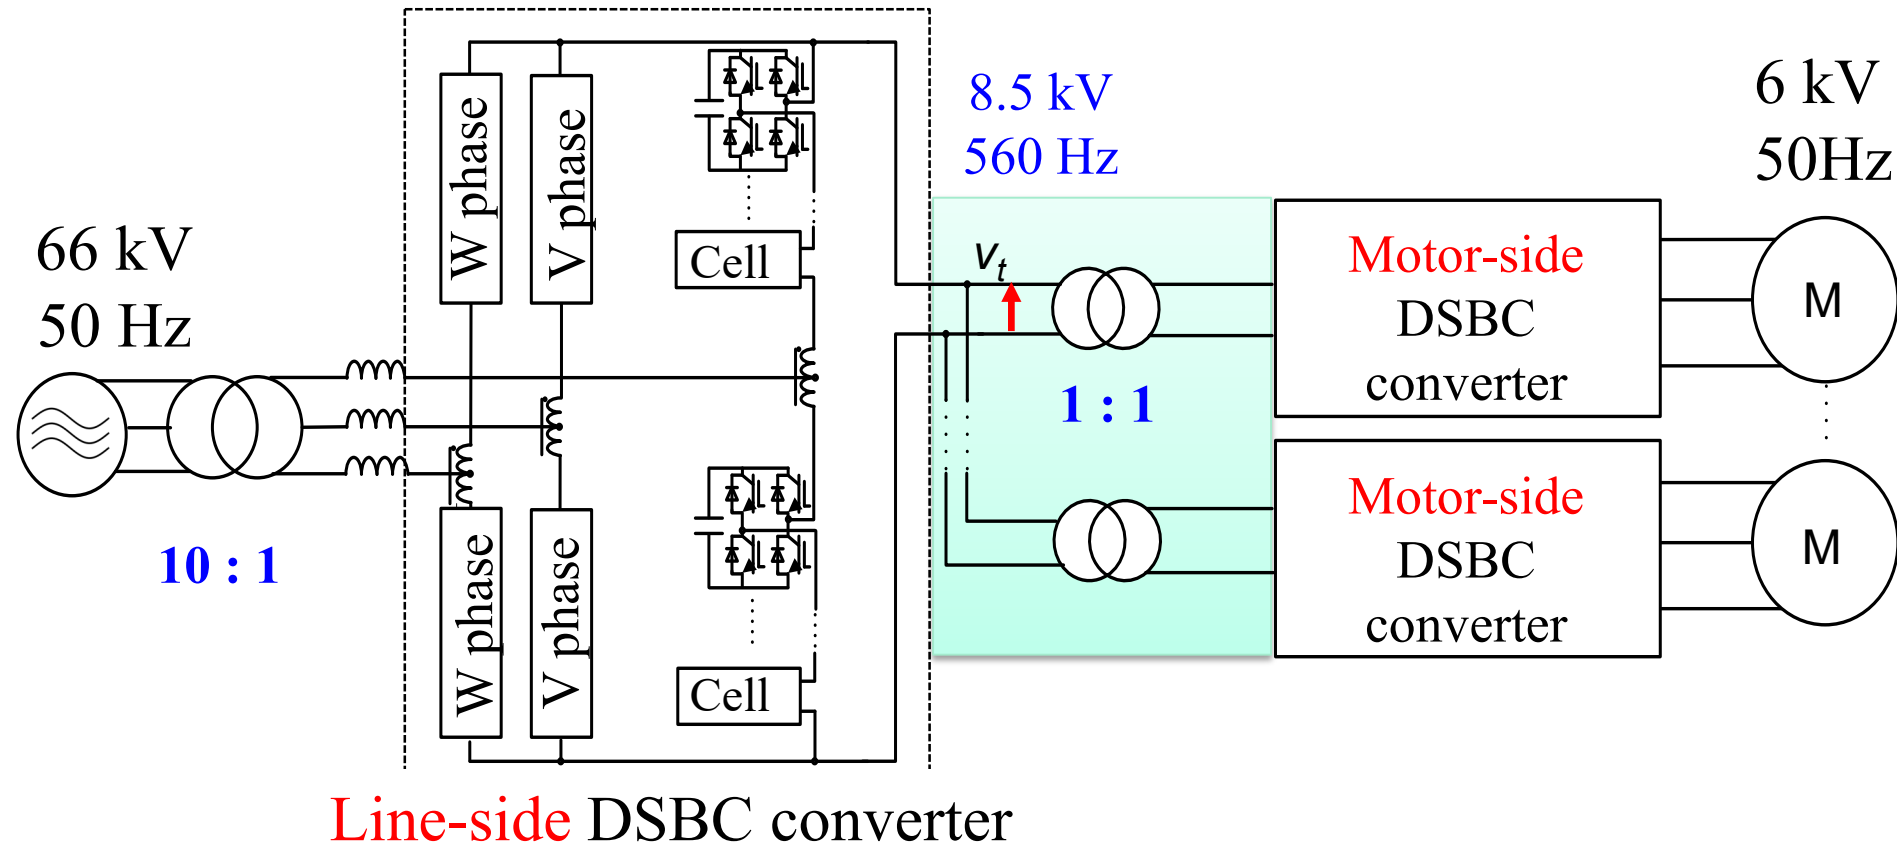 66 kV
50 Hz
10 : 1
W phase
V phase
W phase
V phase
Cell
Cell
8.5 kV
560 Hz
vt
1 : 1
Motor-side
DSBC
converter
Motor-side
DSBC
converter
6 kV
50Hz
M
M
Line-side DSBC converter